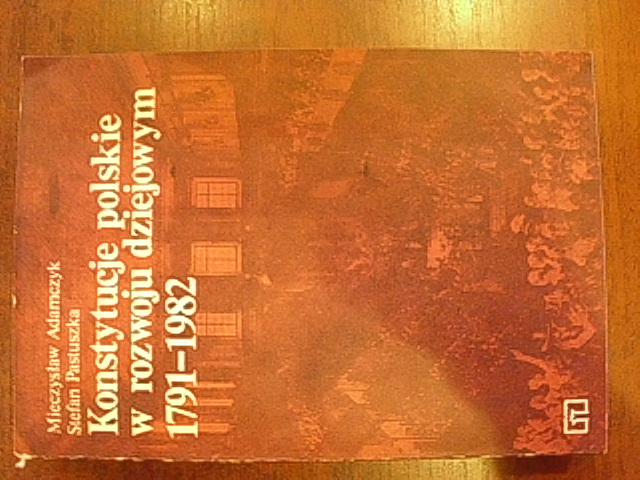 Mieczysław Adamczyk
Stefan Pastuszka
Konstytucje polskie
w rozwoju dziejowym
1791–1982